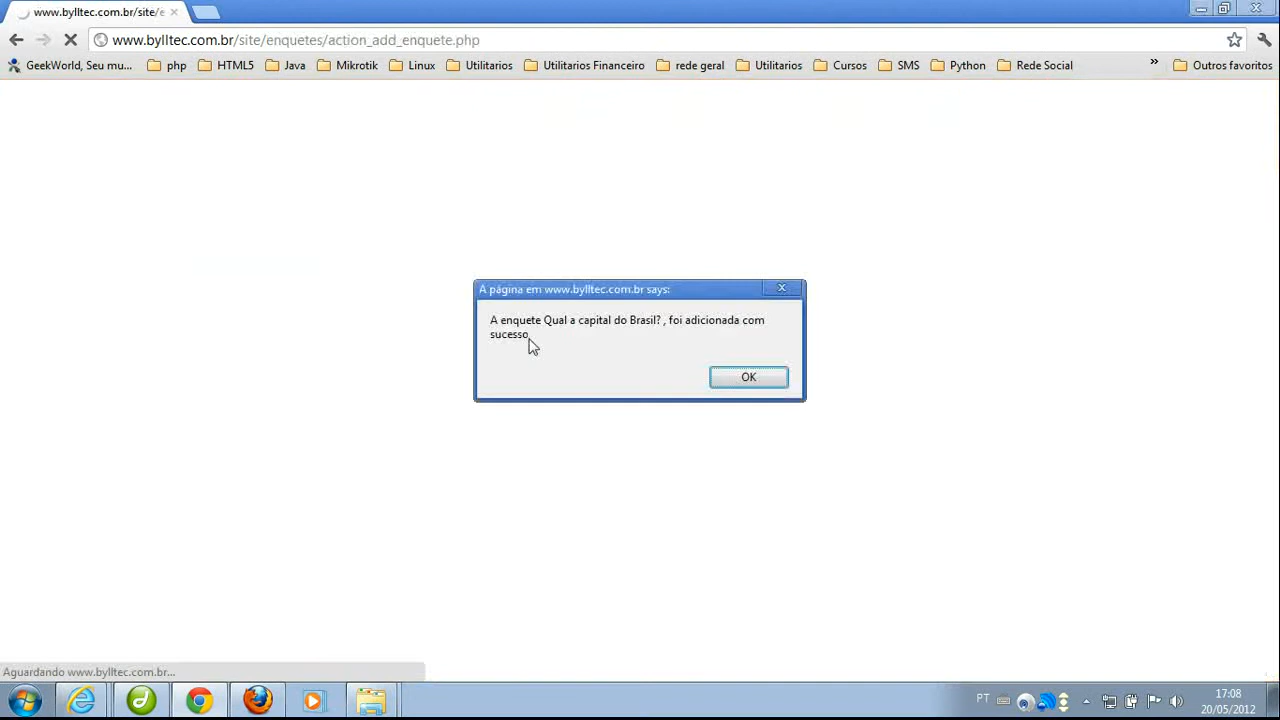 www.bylltec.com.br/site/e
www.bylltec.com.br/site/enquetes/action_add_enquete.php
GeekWorld, Seu mu... php HTML5 Java Mikrotik Linux Utilitarios Utilitarios Financeiro rede geral Utilitarios Cursos SMS Python Rede Social » Outros favoritos
A página em www.bylltec.com.br says:
A enquete Qual a capital do Brasil? , foi adicionada com
sucesso
OK
Aguardando www.bylltec.com.br...
PT
17:08
20/05/2012